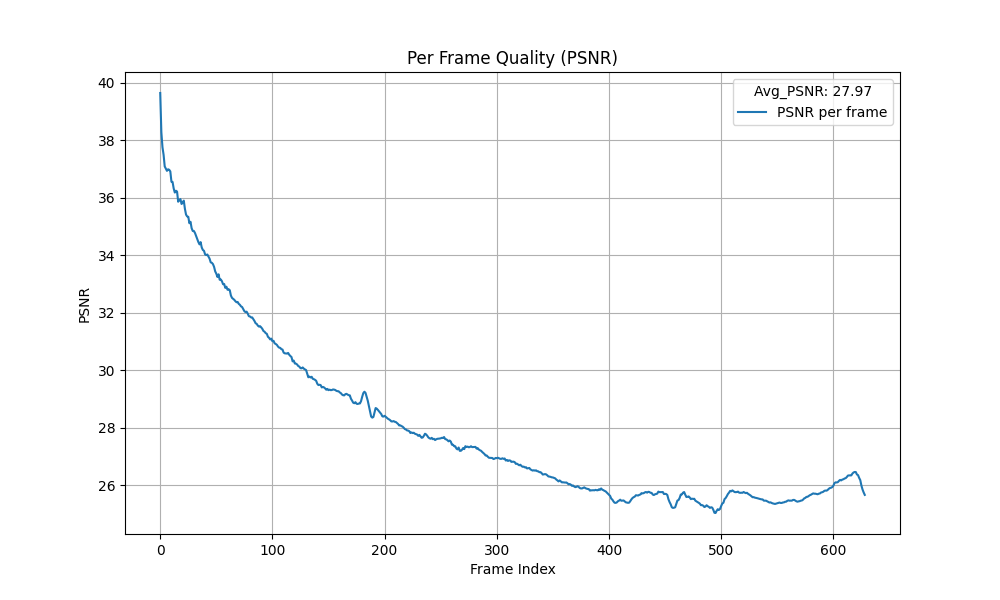 Per Frame Quality (PSNR)
Avg_PSNR: 27.97
PSNR per frame
PSNR
40
38
36
34
32
30
28
26
0 100 200 300 400 500 600
Frame Index